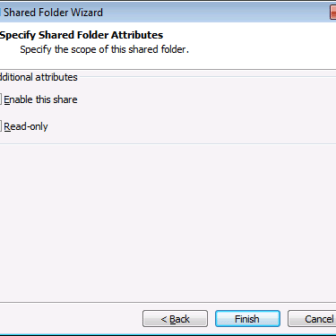 Shared Folder Wizard
Specify Shared Folder Attributes
Specify the scope of this shared folder.
dditional attributes
Enable this share
Read-only
< Back
Finish
Cancel